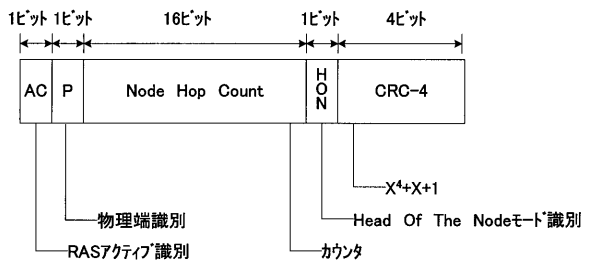 1ﾋﾞｯﾄ 1ﾋﾞｯﾄ 16ﾋﾞｯﾄ 1ﾋﾞｯﾄ 4ﾋﾞｯﾄ
AC P Node Hop Count HON CRC-4
X⁴+X+1
物理端識別 Head Of The Nodeﾓｰﾄﾞ識別
RASｱｸﾃｨﾌﾞ識別 ｶｳﾝﾀ